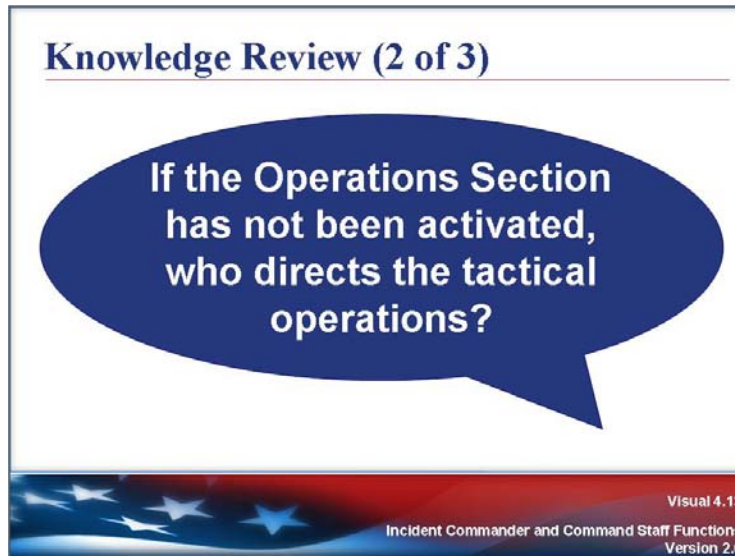 Knowledge Review (2 of 3)
If the Operations Section
has not been activated,
who directs the tactical
operations?
Visual 4.1
Incident Commander and Command Staff Function
Version 2.